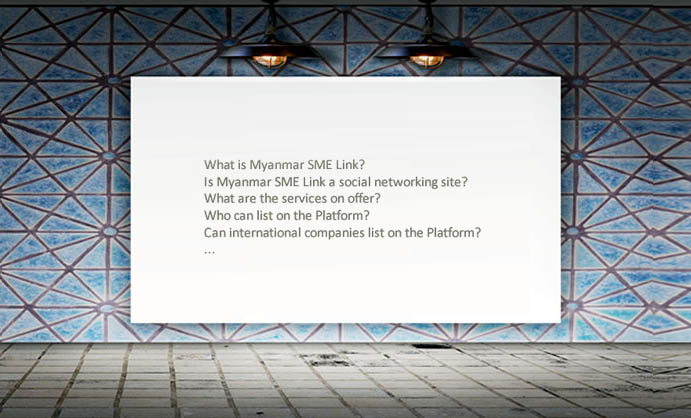 What is Myanmar SME Link?
Is Myanmar SME Link a social networking site?
What are the services on offer?
Who can list on the Platform?
Can international companies list on the Platform?
...